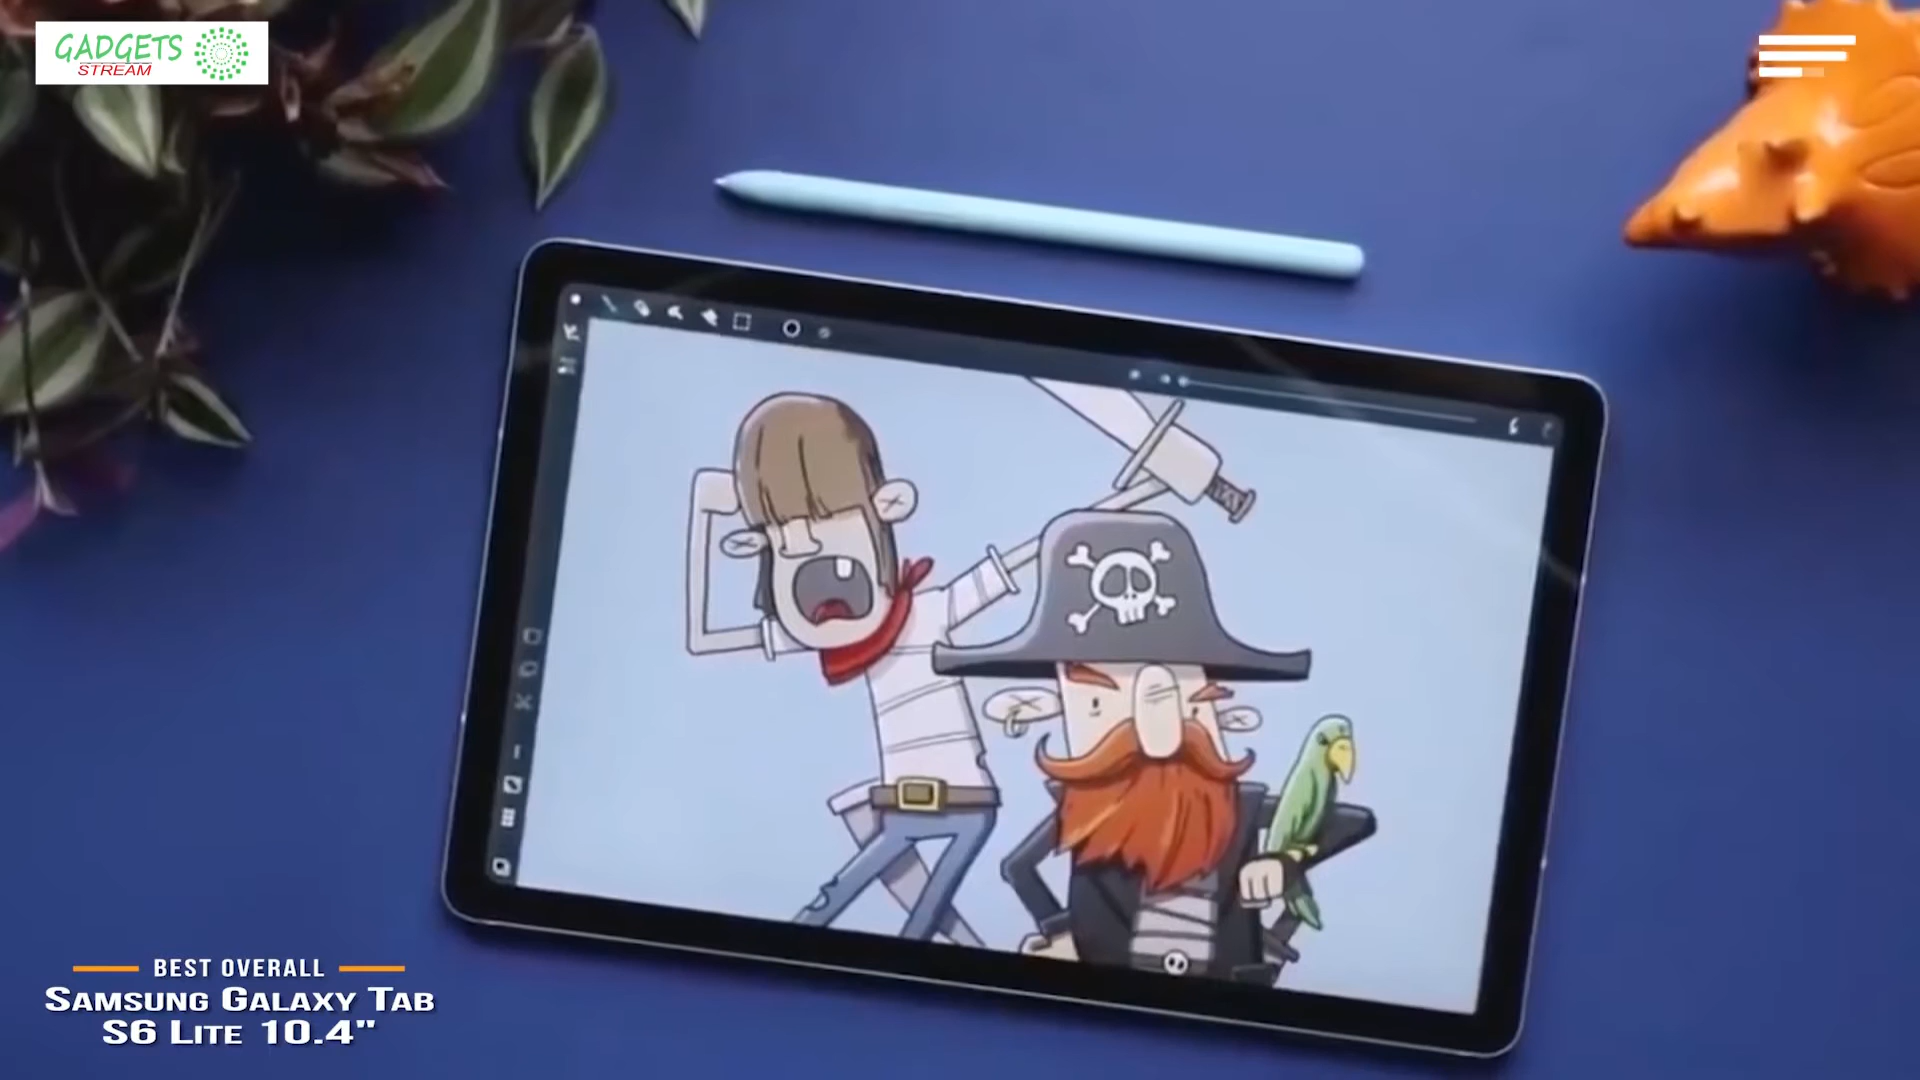 GADGETS
STREAM
BEST OVERALL
SAMSUNG GALAXY TAB
S6 LITE 10.4"